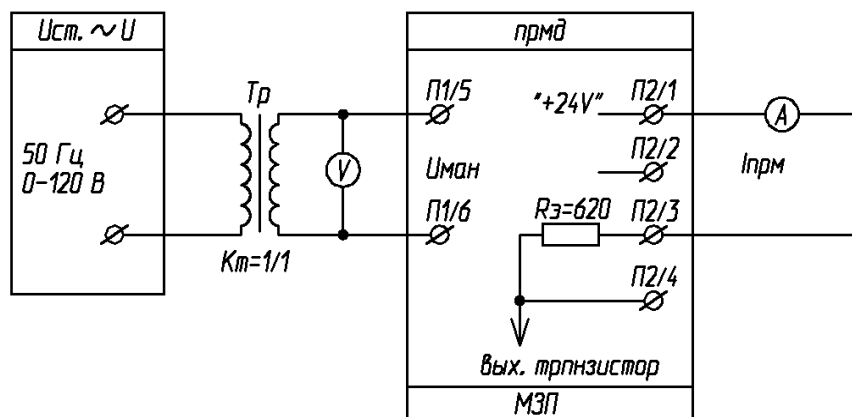 Ист. ~ U
50 Гц
0-120 В
Тр
Кт=1/1
V
прмд
П1/5
Uман
П1/6
"+24V"
П2/1
П2/2
Rэ=620
П2/3
П2/4
вых. трпнзистор
МЗП
A
Iпрм